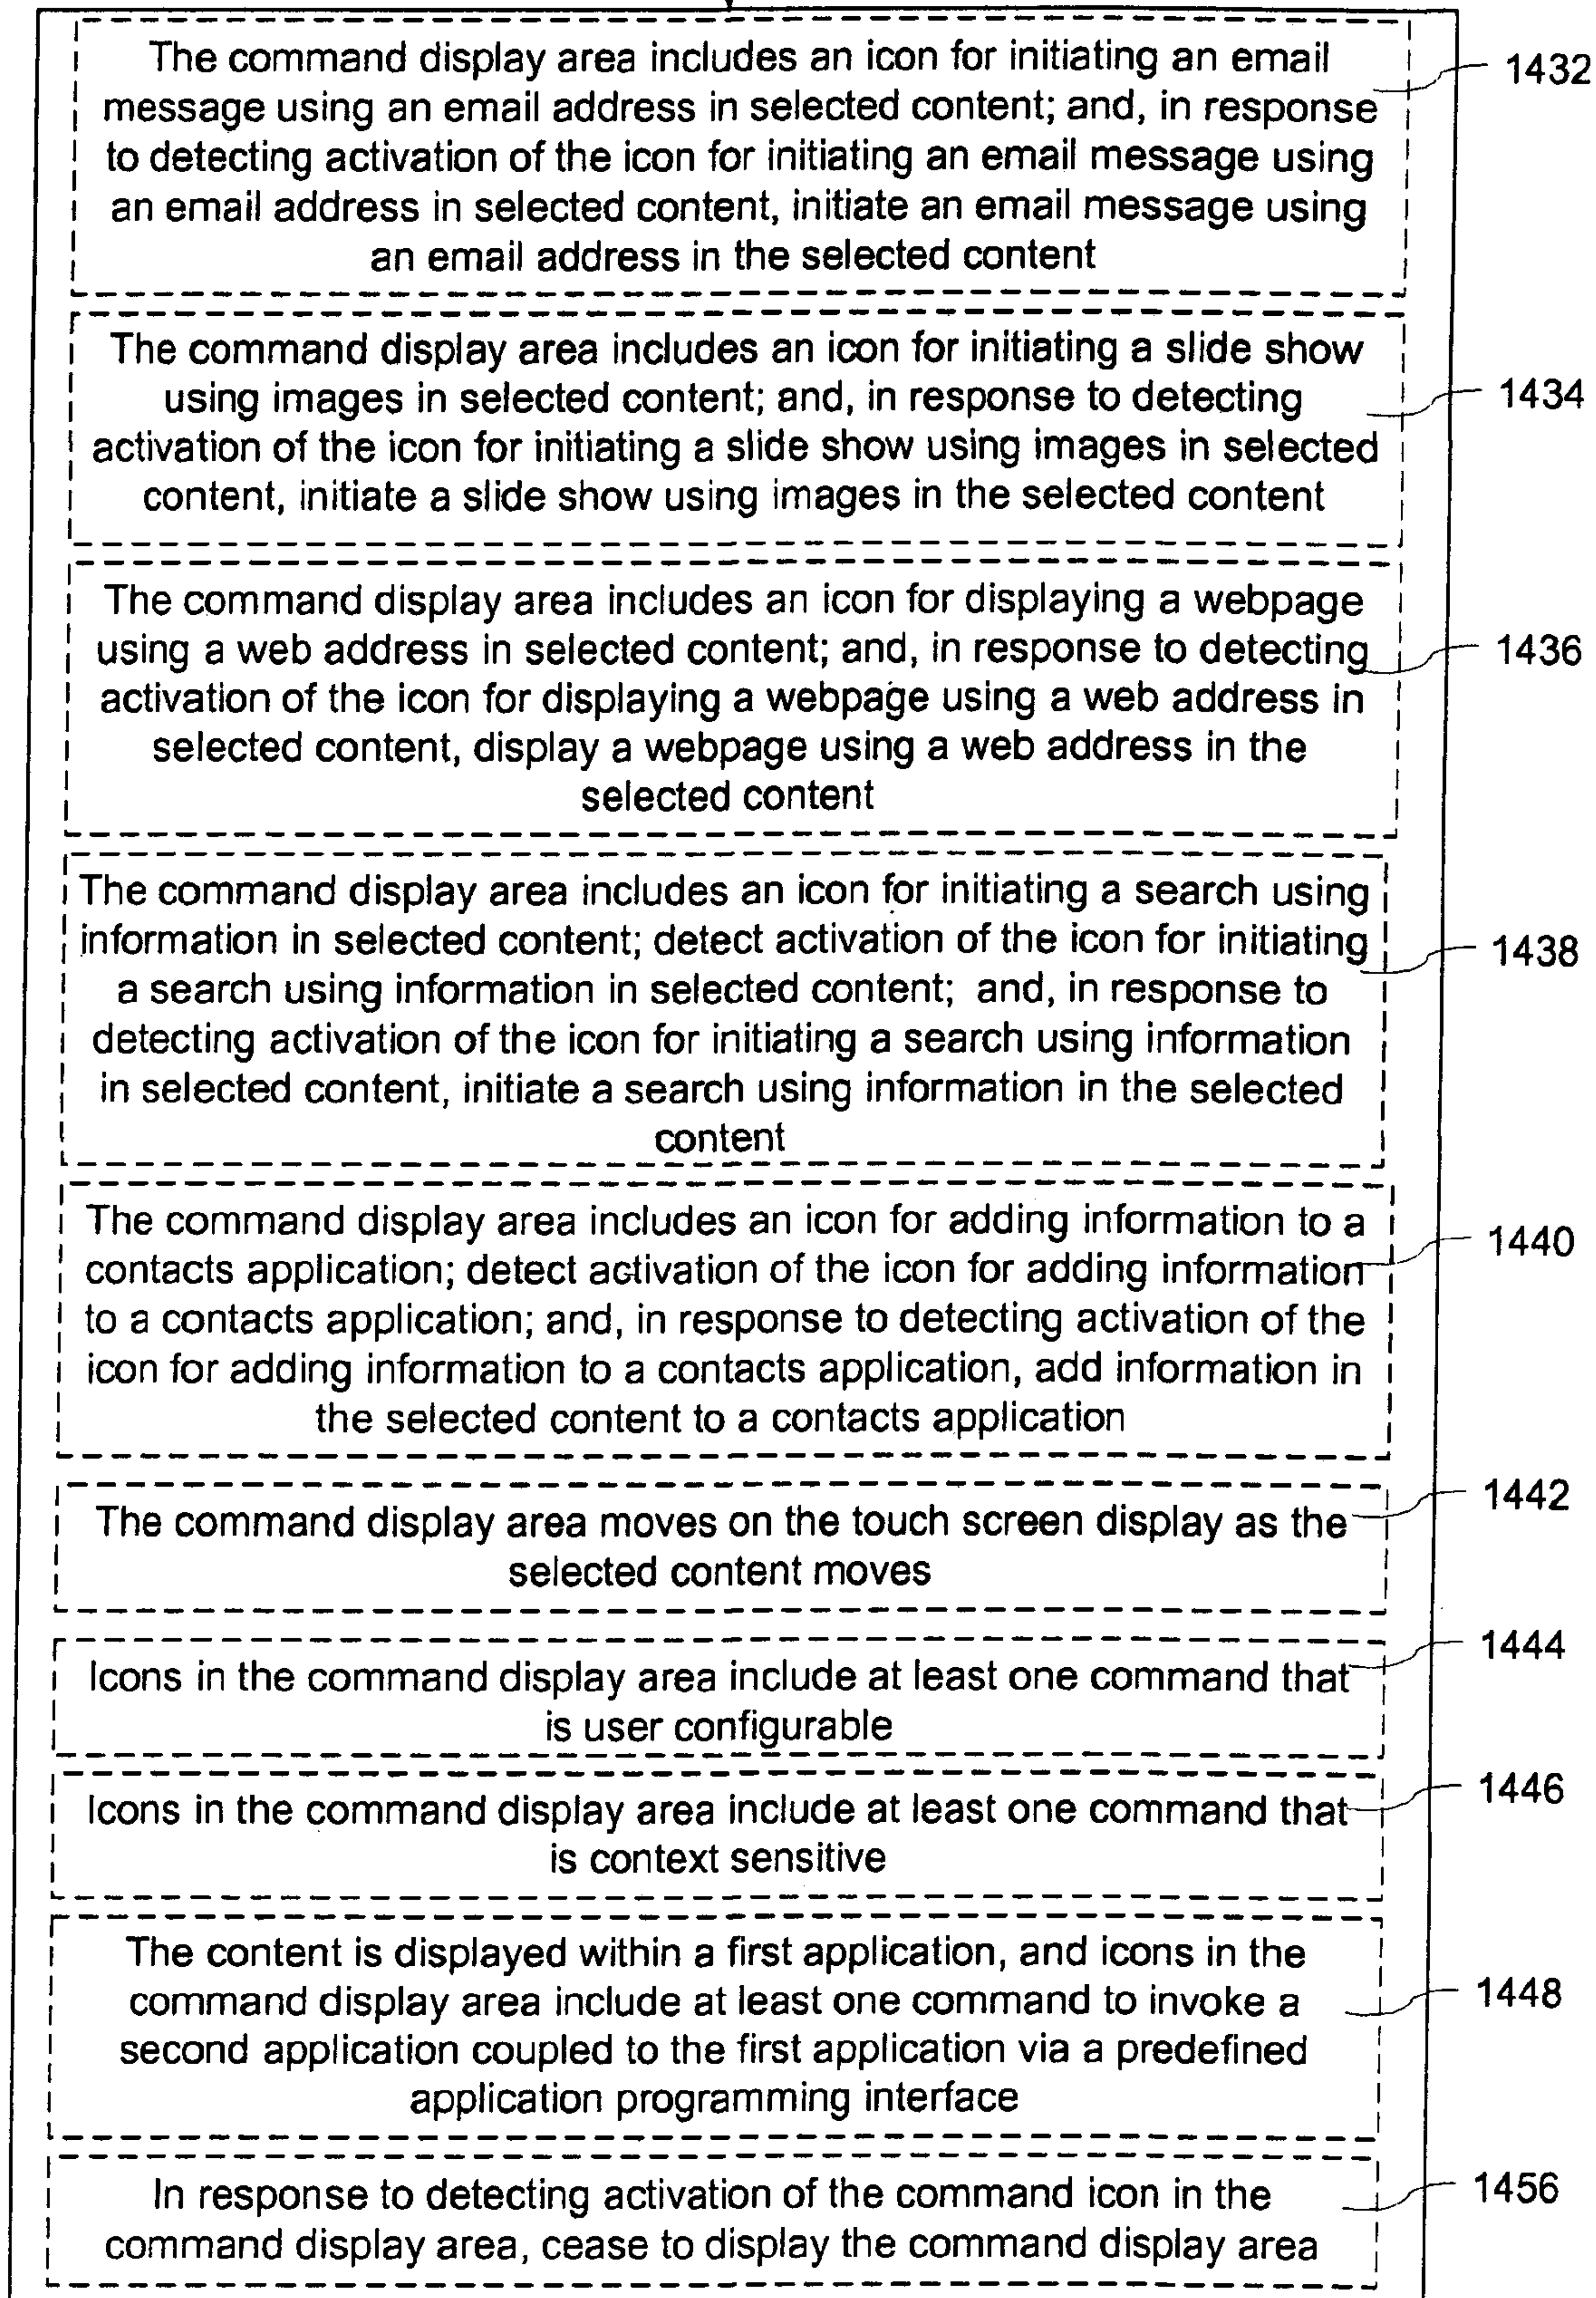 The command display area includes an icon for initiating an email
message using an email address in selected content; and, in response
to detecting activation of the icon for initiating an email message using
an email address in selected content, initiate an email message using
an email address in the selected content
1432
The command display area includes an icon for initiating a slide show
using images in selected content; and, in response to detecting
activation of the icon for initiating a slide show using images in selected
content, initiate a slide show using images in the selected content
1434
The command display area includes an icon for displaying a webpage
using a web address in selected content; and, in response to detecting
activation of the icon for displaying a webpage using a web address in
selected content, display a webpage using a web address in the
selected content
1436
The command display area includes an icon for initiating a search using
information in selected content; detect activation of the icon for initiating
a search using information in selected content; and, in response to
detecting activation of the icon for initiating a search using information
in selected content, initiate a search using information in the selected
content
1438
The command display area includes an icon for adding information to a
contacts application; detect activation of the icon for adding information
to a contacts application; and, in response to detecting activation of the
icon for adding information to a contacts application, add information in
the selected content to a contacts application
1440
The command display area moves on the touch screen display as the
selected content moves
1442
Icons in the command display area include at least one command that
is user configurable
1444
Icons in the command display area include at least one command that
is context sensitive
1446
The content is displayed within a first application, and icons in the
command display area include at least one command to invoke a
second application coupled to the first application via a predefined
application programming interface
1448
In response to detecting activation of the command icon in the
command display area, cease to display the command display area
1456